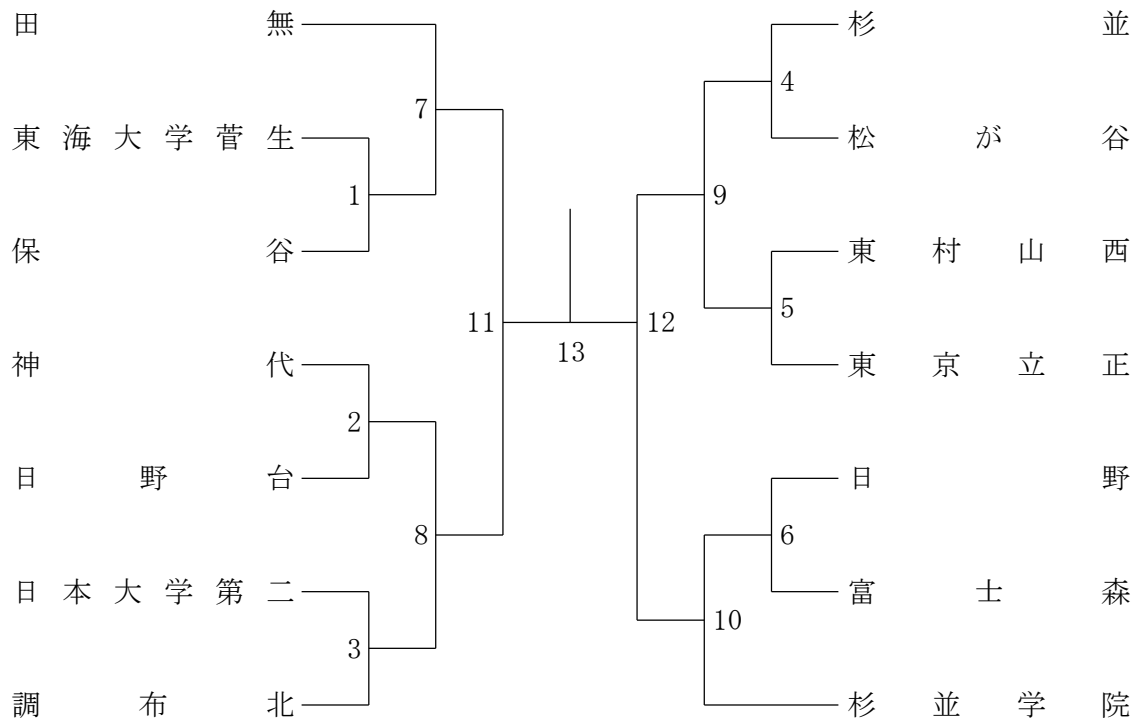 田無
7
東海大学菅生
1
保谷
11
神代
2
日野台
8
日本大学第二
3
調布北
13
杉並
4
松が谷
9
東村山西
5
東京立正
12
日野
6
富士森
10
杉並学院